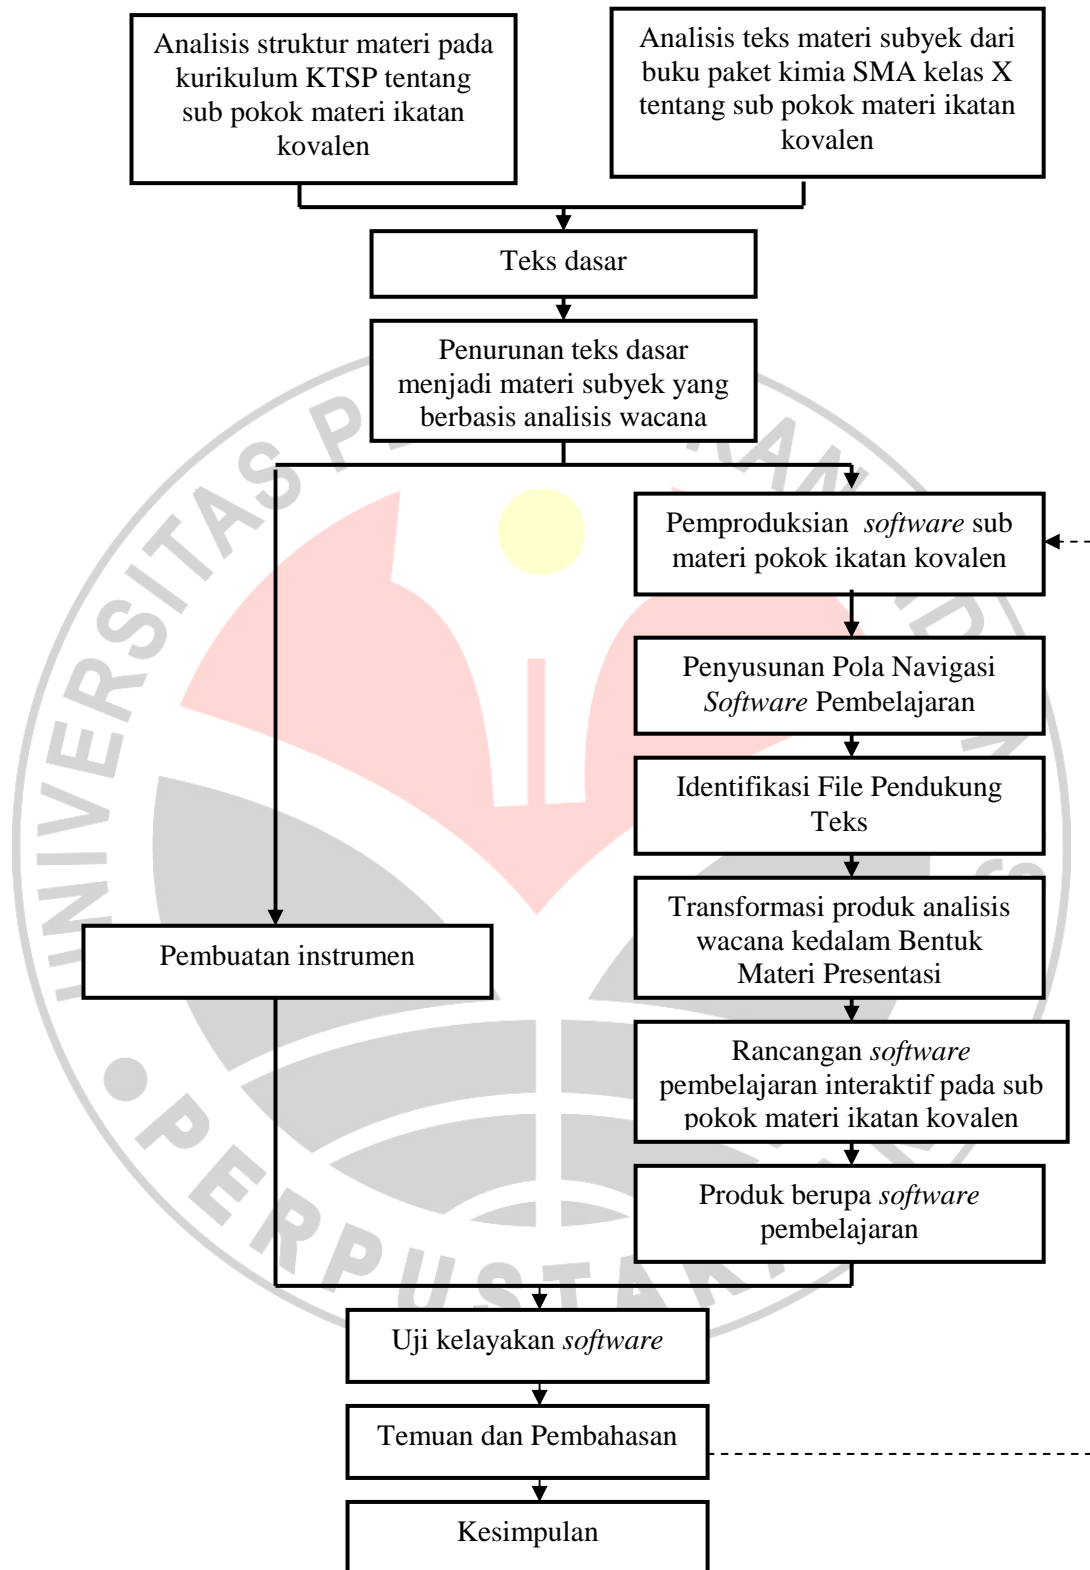 Analisis struktur materi pada
kurikulum KTSP tentang
sub pokok materi ikatan
kovalen
Analisis teks materi subyek dari
buku paket kimia SMA kelas X
tentang sub pokok materi ikatan
kovalen
Teks dasar
Penurunan teks dasar
menjadi materi subyek yang
berbasis analisis wacana
Pemproduksian software sub
materi pokok ikatan kovalen
Penyusunan Pola Navigasi
Software Pembelajaran
Identifikasi File Pendukung
Teks
Transformasi produk analisis
wacana kedalam Bentuk
Materi Presentasi
Pembuatan instrumen
Rancangan software
pembelajaran interaktif pada sub
pokok materi ikatan kovalen
Produk berupa software
pembelajaran
Uji kelayakan software
Temuan dan Pembahasan
Kesimpulan
UNIVERSITAS